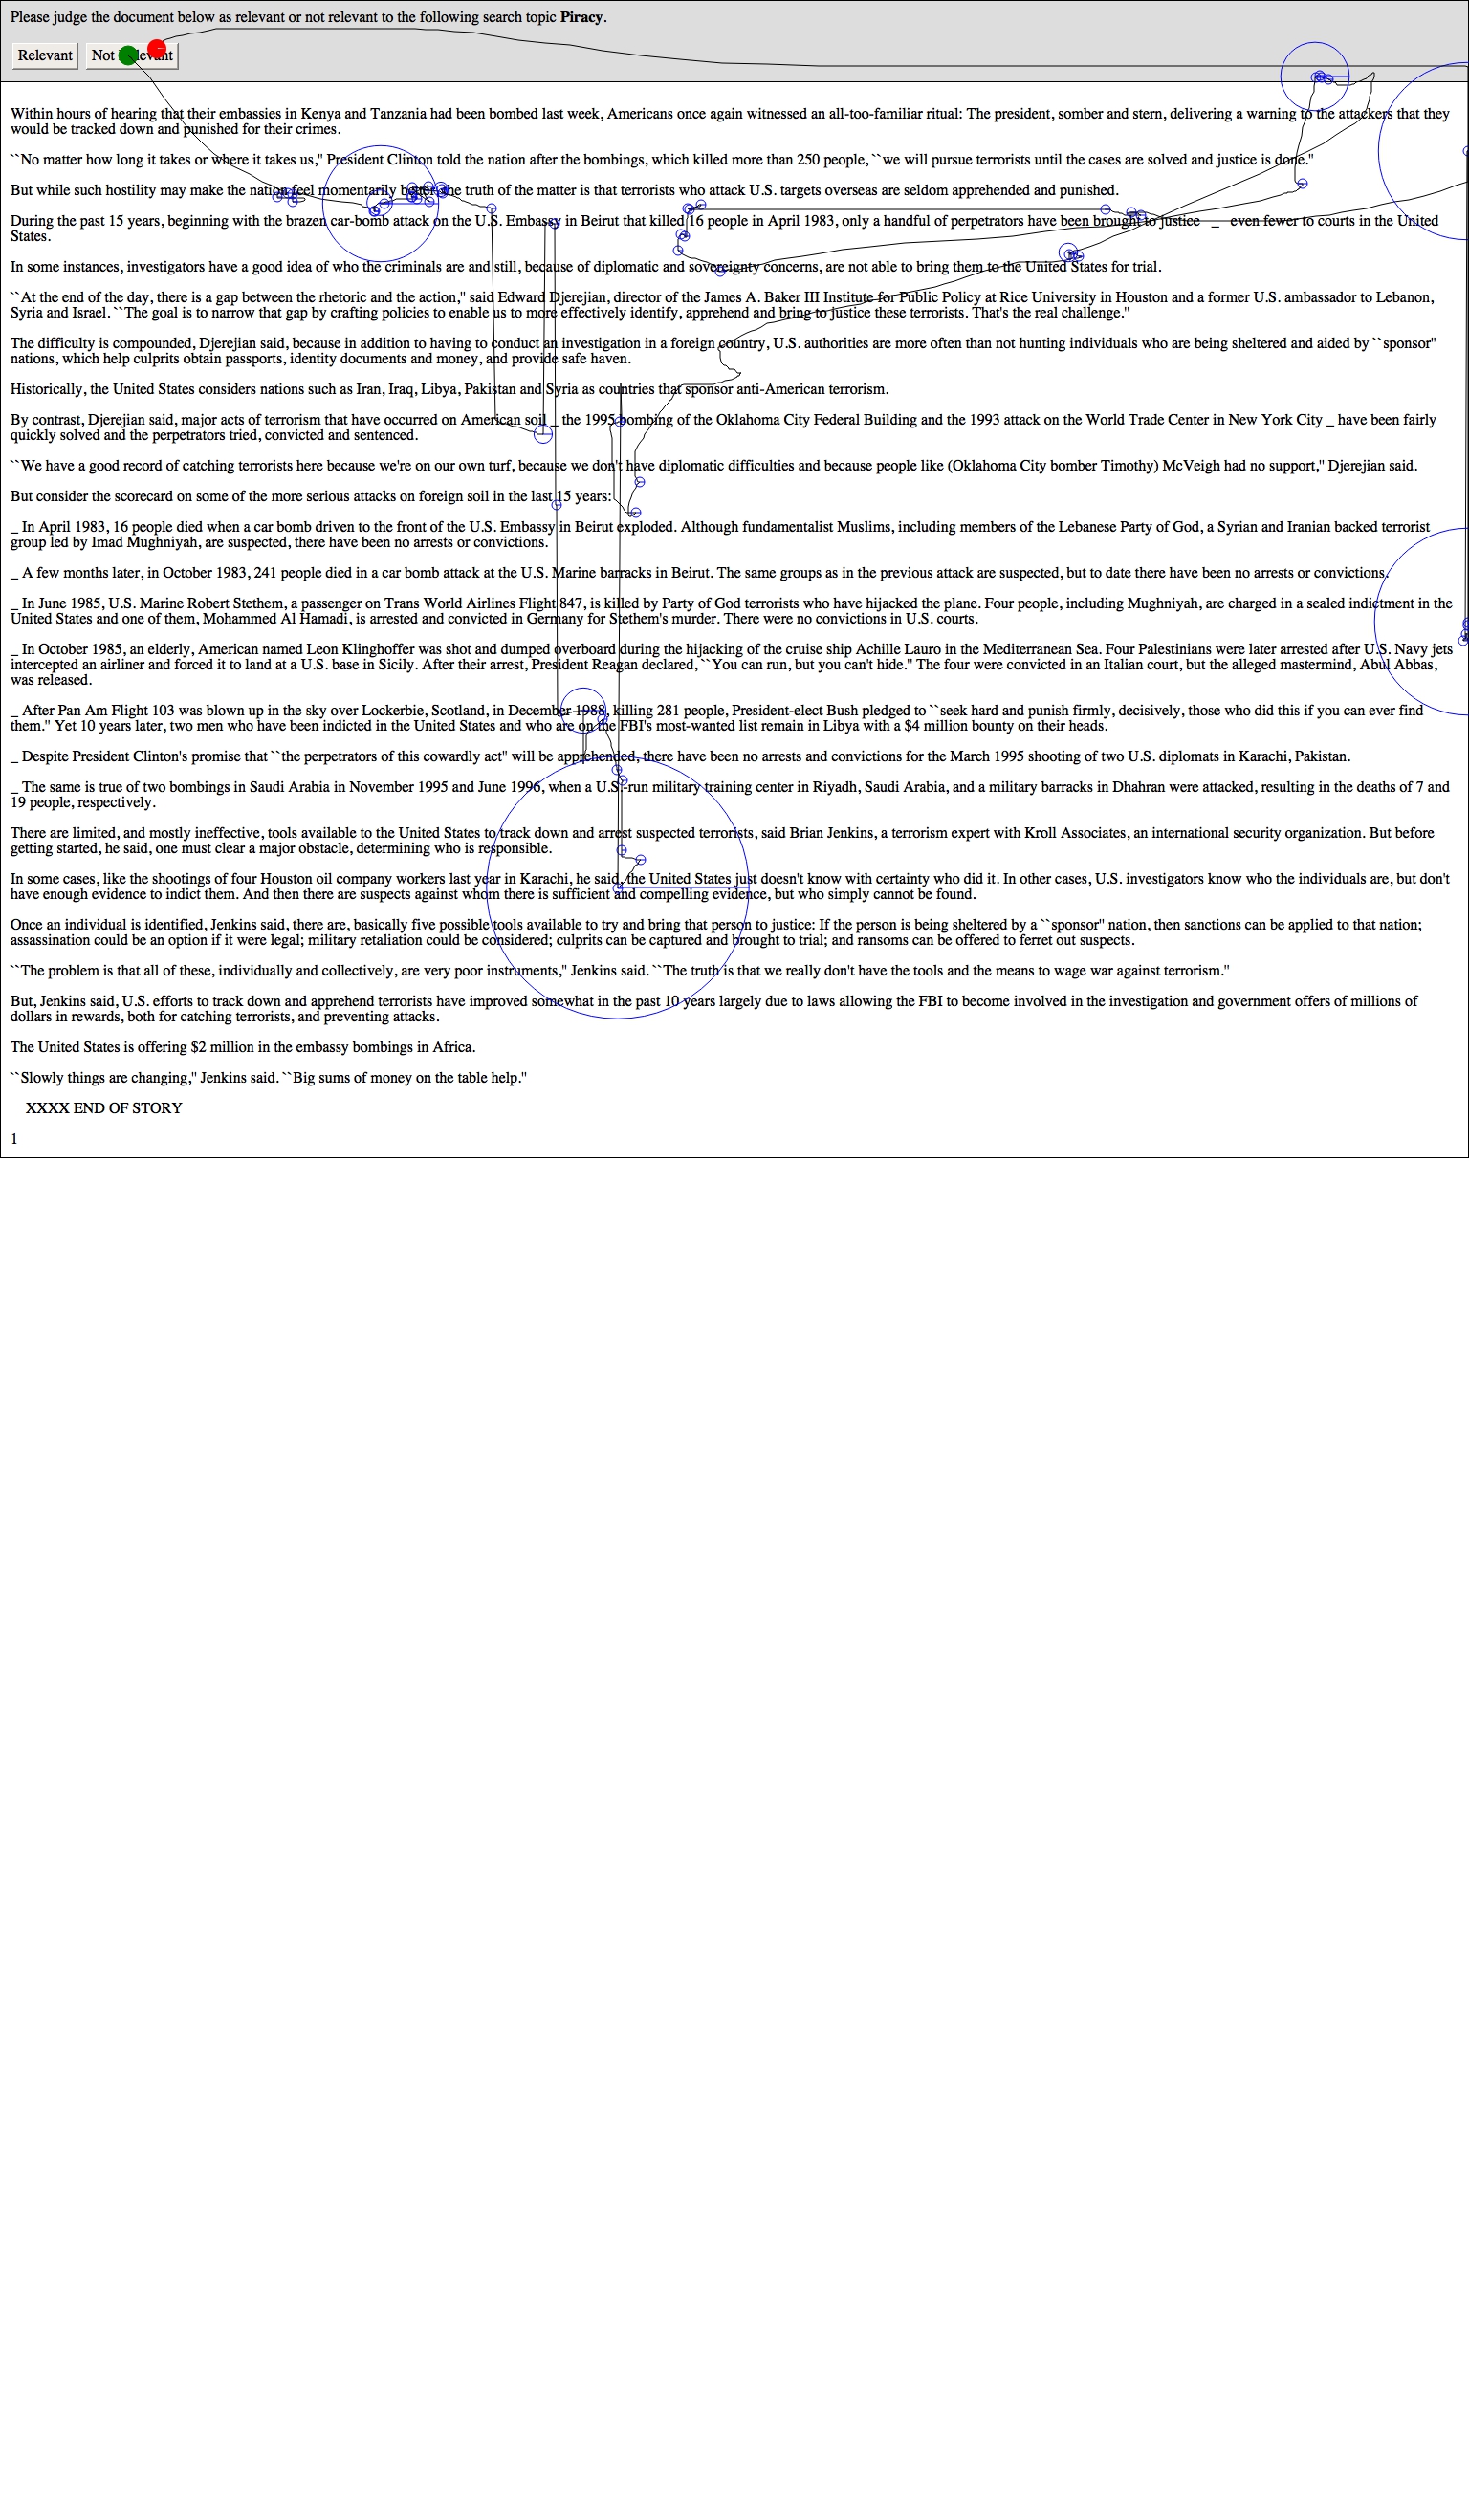 Please judge the document below as relevant or not relevant to the following search topic Piracy.
Relevant Not Relevant
Within hours of hearing that their embassies in Kenya and Tanzania had been bombed last week, Americans once again witnessed an all-too-familiar ritual: The president, somber and stern, delivering a warning to the attackers that they
would be tracked down and punished for their crimes.
``No matter how long it takes or where it takes us,'' President Clinton told the nation after the bombings, which killed more than 250 people, ``we will pursue terrorists until the cases are solved and justice is done.''
But while such hostility may make the nation feel momentarily better, the truth of the matter is that terrorists who attack U.S. targets overseas are seldom apprehended and punished.
During the past 15 years, beginning with the brazen car-bomb attack on the U.S. Embassy in Beirut that killed 16 people in April 1983, only a handful of perpetrators have been brought to justice _ even fewer to courts in the United
States.
In some instances, investigators have a good idea of who the criminals are and still, because of diplomatic and sovereignty concerns, are not able to bring them to the United States for trial.
``At the end of the day, there is a gap between the rhetoric and the action,'' said Edward Djerejian, director of the James A. Baker III Institute for Public Policy at Rice University in Houston and a former U.S. ambassador to Lebanon,
Syria and Israel. ``The goal is to narrow that gap by crafting policies to enable us to more effectively identify, apprehend and bring to justice these terrorists. That's the real challenge.''
The difficulty is compounded, Djerejian said, because in addition to having to conduct an investigation in a foreign country, U.S. authorities are more often than not hunting individuals who are being sheltered and aided by ``sponsor''
nations, which help culprits obtain passports, identity documents and money, and provide safe haven.
Historically, the United States considers nations such as Iran, Iraq, Libya, Pakistan and Syria as countries that sponsor anti-American terrorism.
By contrast, Djerejian said, major acts of terrorism that have occurred on American soil _ the 1995 bombing of the Oklahoma City Federal Building and the 1993 attack on the World Trade Center in New York City _ have been fairly
quickly solved and the perpetrators tried, convicted and sentenced.
``We have a good record of catching terrorists here because we're on our own turf, because we don't have diplomatic difficulties and because people like (Oklahoma City bomber Timothy) McVeigh had no support,'' Djerejian said.
But consider the scorecard on some of the more serious attacks on foreign soil in the last 15 years:
_ In April 1983, 16 people died when a car bomb driven to the front of the U.S. Embassy in Beirut exploded. Although fundamentalist Muslims, including members of the Lebanese Party of God, a Syrian and Iranian backed terrorist
group led by Imad Mughniyah, are suspected, there have been no arrests or convictions.
_ A few months later, in October 1983, 241 people died in a car bomb attack at the U.S. Marine barracks in Beirut. The same groups as in the previous attack are suspected, but to date there have been no arrests or convictions.
_ In June 1985, U.S. Marine Robert Stethem, a passenger on Trans World Airlines Flight 847, is killed by Party of God terrorists who have hijacked the plane. Four people, including Mughniyah, are charged in a sealed indictment in the
United States and one of them, Mohammed Al Hamadi, is arrested and convicted in Germany for Stethem's murder. There were no convictions in U.S. courts.
_ In October 1985, an elderly, American named Leon Klinghoffer was shot and dumped overboard during the hijacking of the cruise ship Achille Lauro in the Mediterranean Sea. Four Palestinians were later arrested after U.S. Navy jets
intercepted an airliner and forced it to land at a U.S. base in Sicily. After their arrest, President Reagan declared, ``You can run, but you can't hide.'' The four were convicted in an Italian court, but the alleged mastermind, Abul Abbas,
was released.
_ After Pan Am Flight 103 was blown up in the sky over Lockerbie, Scotland, in December 1988, killing 281 people, President-elect Bush pledged to ``seek hard and punish firmly, decisively, those who did this if you can ever find
them.'' Yet 10 years later, two men who have been indicted in the United States and who are on the FBI's most-wanted list remain in Libya with a $4 million bounty on their heads.
_ Despite President Clinton's promise that ``the perpetrators of this cowardly act'' will be apprehended, there have been no arrests and convictions for the March 1995 shooting of two U.S. diplomats in Karachi, Pakistan.
_ The same is true of two bombings in Saudi Arabia in November 1995 and June 1996, when a U.S.-run military training center in Riyadh, Saudi Arabia, and a military barracks in Dhahran were attacked, resulting in the deaths of 7 and
19 people, respectively.
There are limited, and mostly ineffective, tools available to the United States to track down and arrest suspected terrorists, said Brian Jenkins, a terrorism expert with Kroll Associates, an international security organization. But before
getting started, he said, one must clear a major obstacle, determining who is responsible.
In some cases, like the shootings of four Houston oil company workers last year in Karachi, he said, the United States just doesn't know with certainty who did it. In other cases, U.S. investigators know who the individuals are, but don't
have enough evidence to indict them. And then there are suspects against whom there is sufficient and compelling evidence, but who simply cannot be found.
Once an individual is identified, Jenkins said, there are, basically five possible tools available to try and bring that person to justice: If the person is being sheltered by a ``sponsor'' nation, then sanctions can be applied to that nation;
assassination could be an option if it were legal; military retaliation could be considered; culprits can be captured and brought to trial; and ransoms can be offered to ferret out suspects.
``The problem is that all of these, individually and collectively, are very poor instruments,'' Jenkins said. ``The truth is that we really don't have the tools and the means to wage war against terrorism.''
But, Jenkins said, U.S. efforts to track down and apprehend terrorists have improved somewhat in the past 10 years largely due to laws allowing the FBI to become involved in the investigation and government offers of millions of
dollars in rewards, both for catching terrorists, and preventing attacks.
The United States is offering $2 million in the embassy bombings in Africa.
``Slowly things are changing,'' Jenkins said. ``Big sums of money on the table help.''
XXXX END OF STORY
1